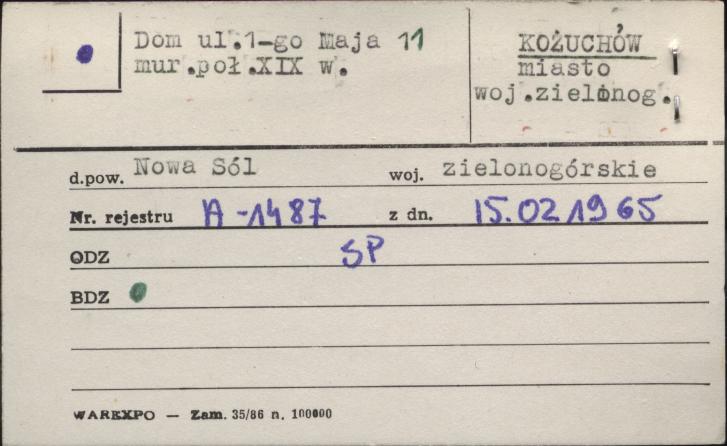 Dom ul.1-go Maja 11
mur.poł.XIX w.
KOŻUCHÓW
miasto
woj.zielonog.
d.pow. Nowa Sól woj. zielonogórskie
Nr. rejestru A-1487 z dn. 15.02 1965
ODZ SP
BDZ
WAREXPO — Zam. 35/86 n. 100000